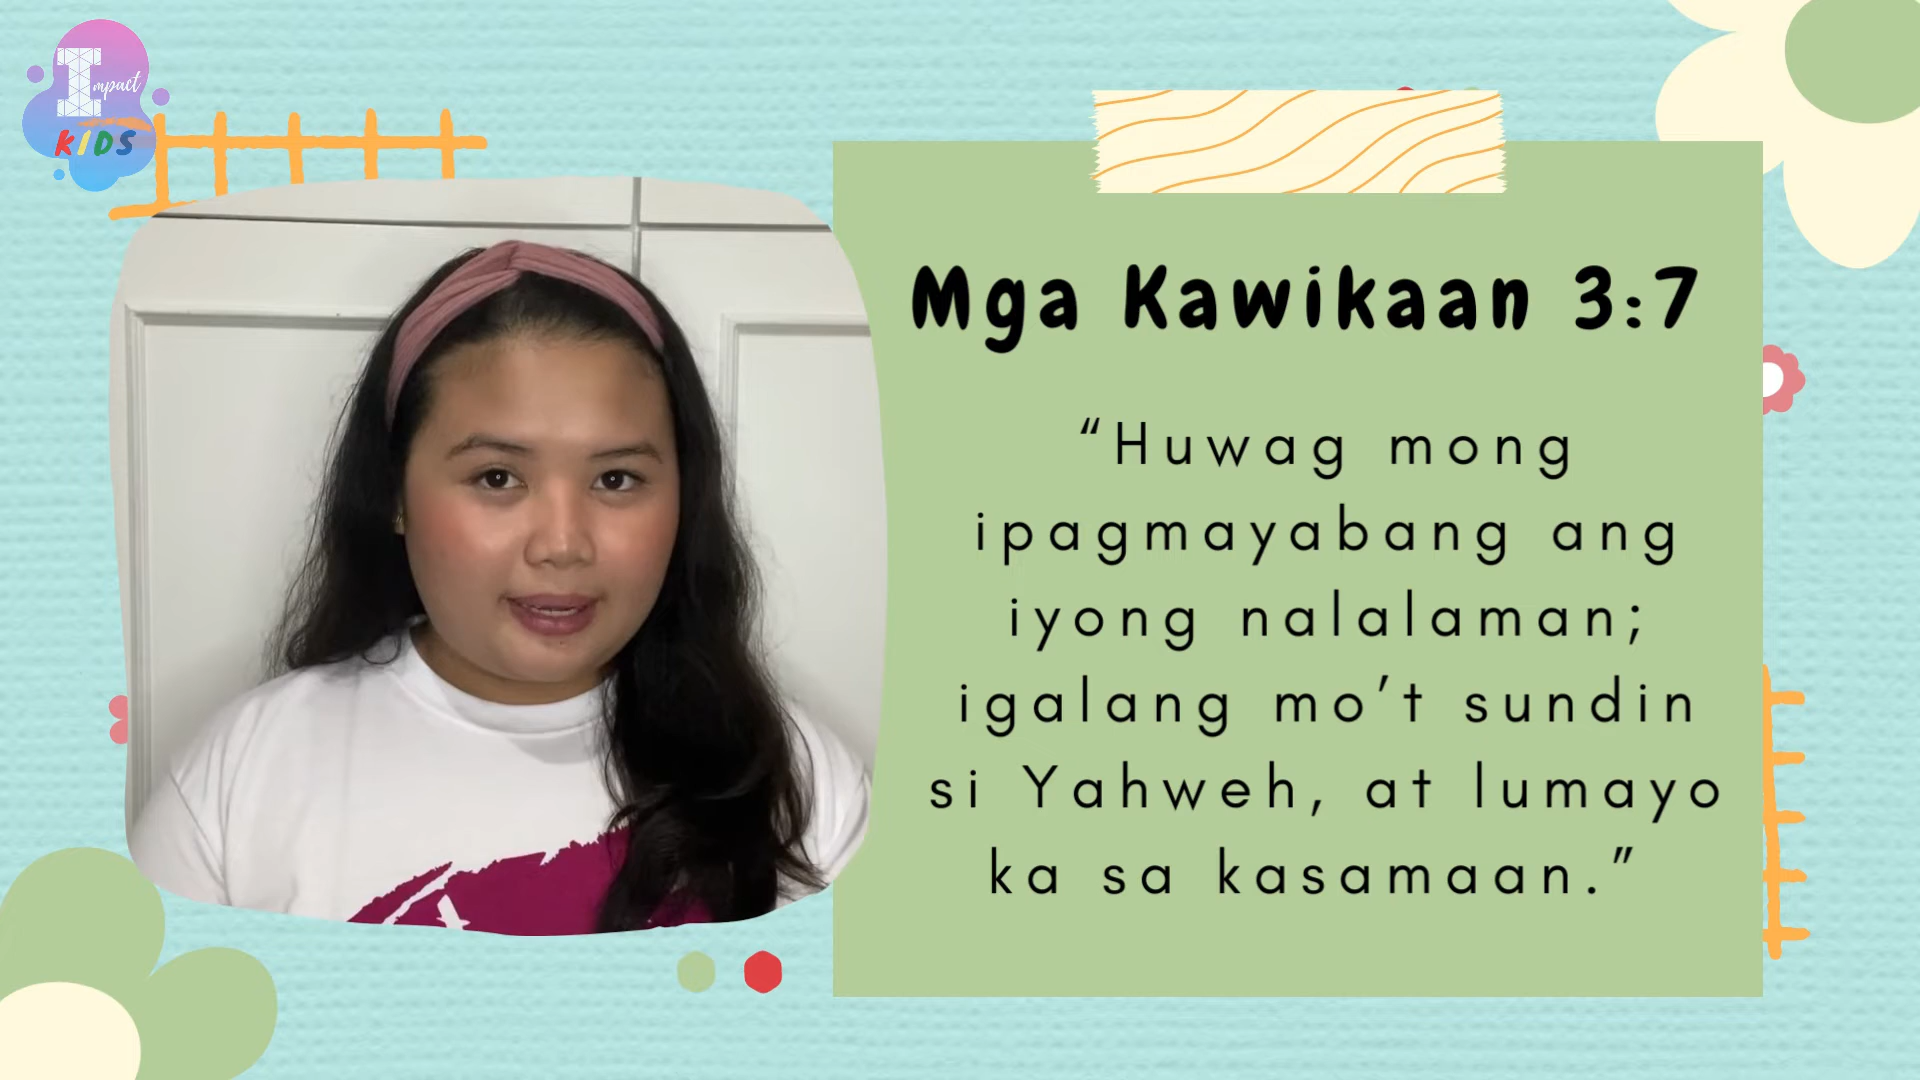 Impact
KIDS
Mga Kawikaan 3:7
“Huwag mong
ipagmayabang ang
iyong nalalaman;
igalang mo’t sundin
si Yahweh, at lumayo
ka sa kasamaan.”